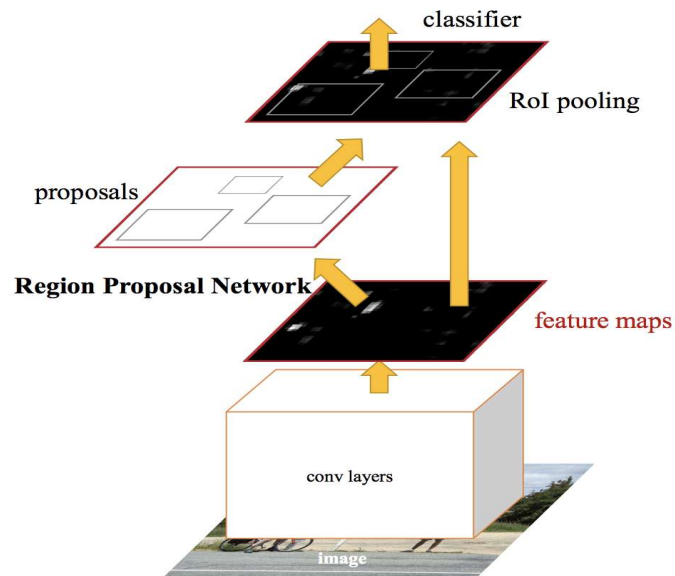 classifier
RoI pooling
proposals
Region Proposal Network
feature maps
conv layers
image